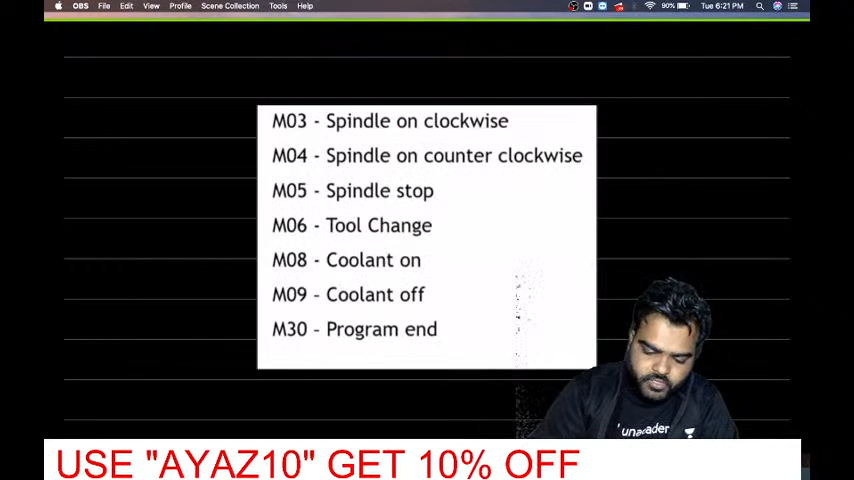 OBS File Edit View Profile Scene Collection Tools Help 90% Tue 6:21 PM
M03 - Spindle on clockwise
M04 - Spindle on counter clockwise
M05 - Spindle stop
M06 - Tool Change
M08 - Coolant on
M09 - Coolant off
M30 - Program end
USE "AYAZ10" GET 10% OFF